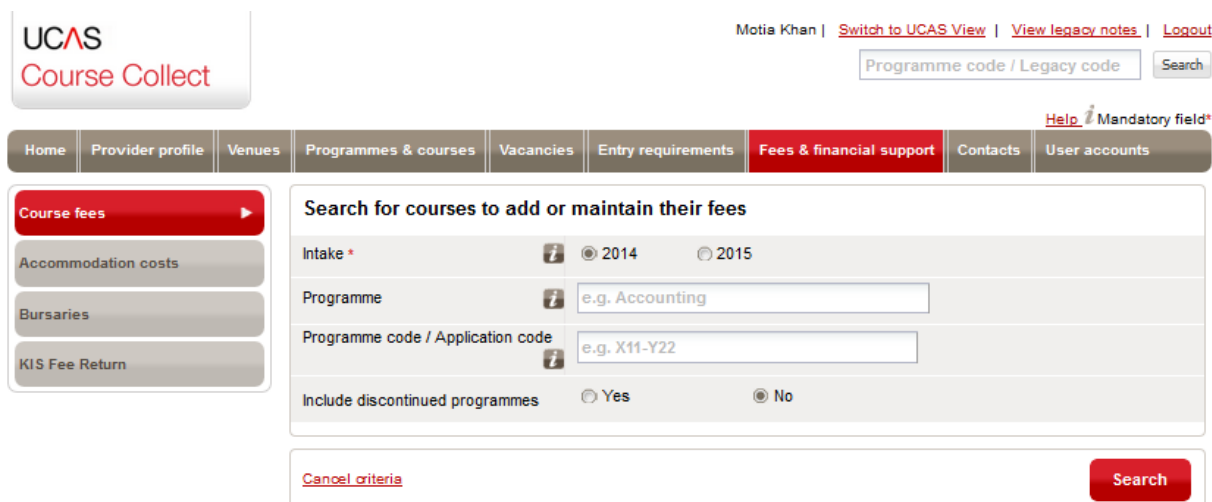 UCAS
Course Collect
Motia Khan | Switch to UCAS View | View legacy notes | Logout
Programme code / Legacy code Search
Help i Mandatory field*
Home Provider profile Venues Programmes & courses Vacancies Entry requirements Fees & financial support Contacts User accounts
Course fees
Accommodation costs
Bursaries
KIS Fee Return
Search for courses to add or maintain their fees
Intake * i 2014 2015
Programme i e.g. Accounting
Programme code / Application code i e.g. X11-Y22
Include discontinued programmes Yes No
Cancel criteria Search